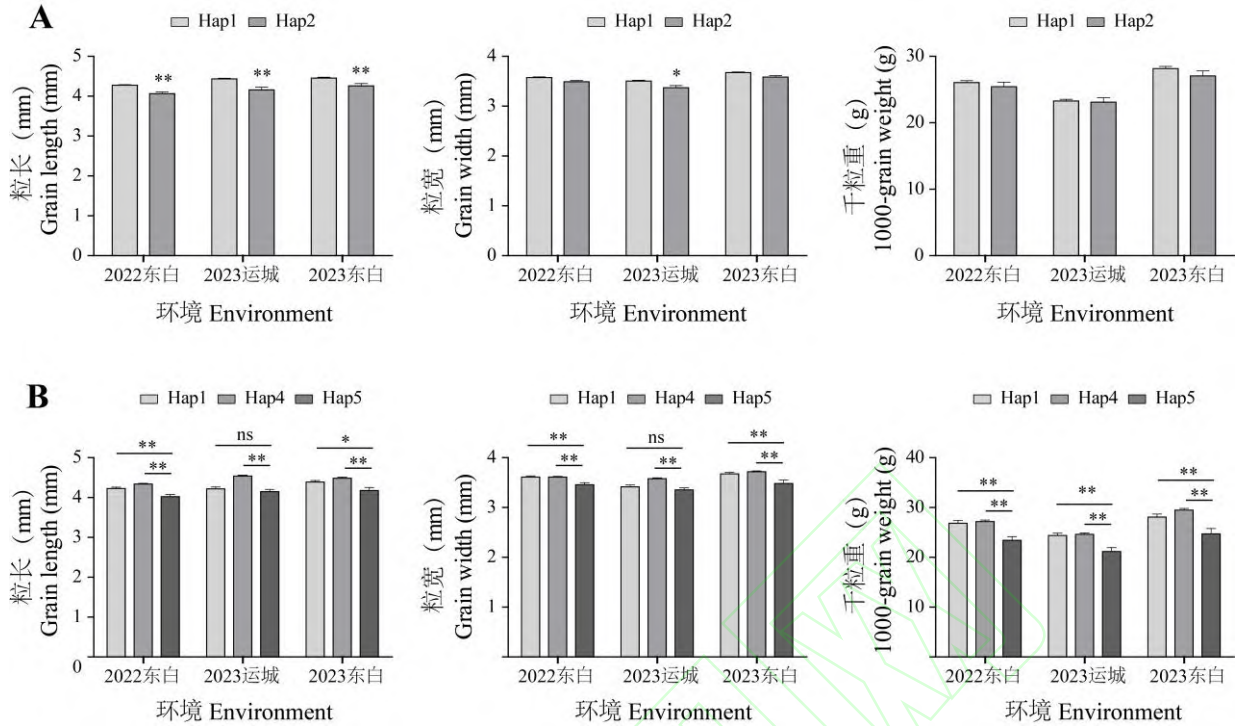 A
Hap1 Hap2
粒长（mm）
Grain length (mm)
5
4
3
2
1
0
**
**
**
2022东白 2023运城 2023东白
环境 Environment
Hap1 Hap2
粒宽（mm）
Grain width (mm)
4
3
2
1
0
*
2022东白 2023运城 2023东白
环境 Environment
Hap1 Hap2
千粒重（g）
1000-grain weight (g)
30
20
10
0
2022东白 2023运城 2023东白
环境 Environment
B
Hap1 Hap4 Hap5
粒长（mm）
Grain length (mm)
5
4
3
2
1
0
** ns *
** ** **
2022东白 2023运城 2023东白
环境 Environment
Hap1 Hap4 Hap5
粒宽（mm）
Grain width (mm)
4
3
2
1
0
** ns **
** ** **
2022东白 2023运城 2023东白
环境 Environment
Hap1 Hap4 Hap5
千粒重（g）
1000-grain weight (g)
40
30
20
10
0
** ** **
** ** **
2022东白 2023运城 2023东白
环境 Environment